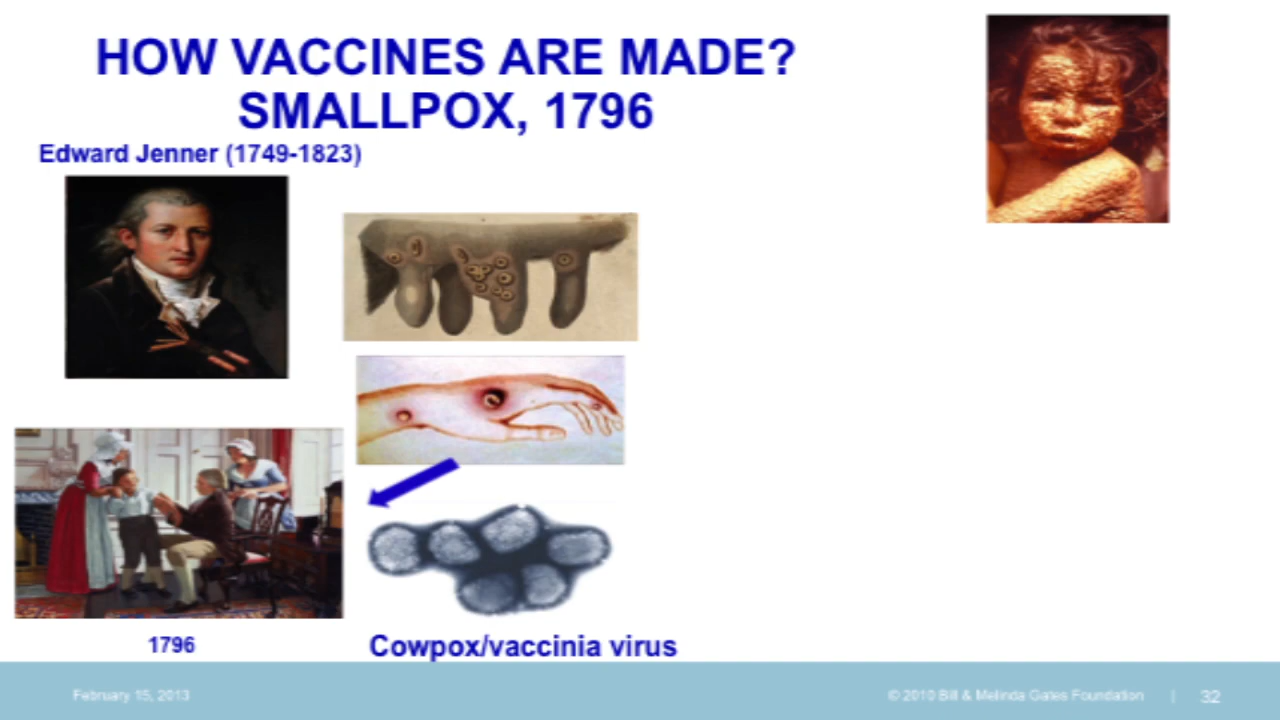 HOW VACCINES ARE MADE?
SMALLPOX, 1796
Edward Jenner (1749-1823)
1796
Cowpox/vaccinia virus
February 15, 2013
© 2010 Bill & Melinda Gates Foundation | 32